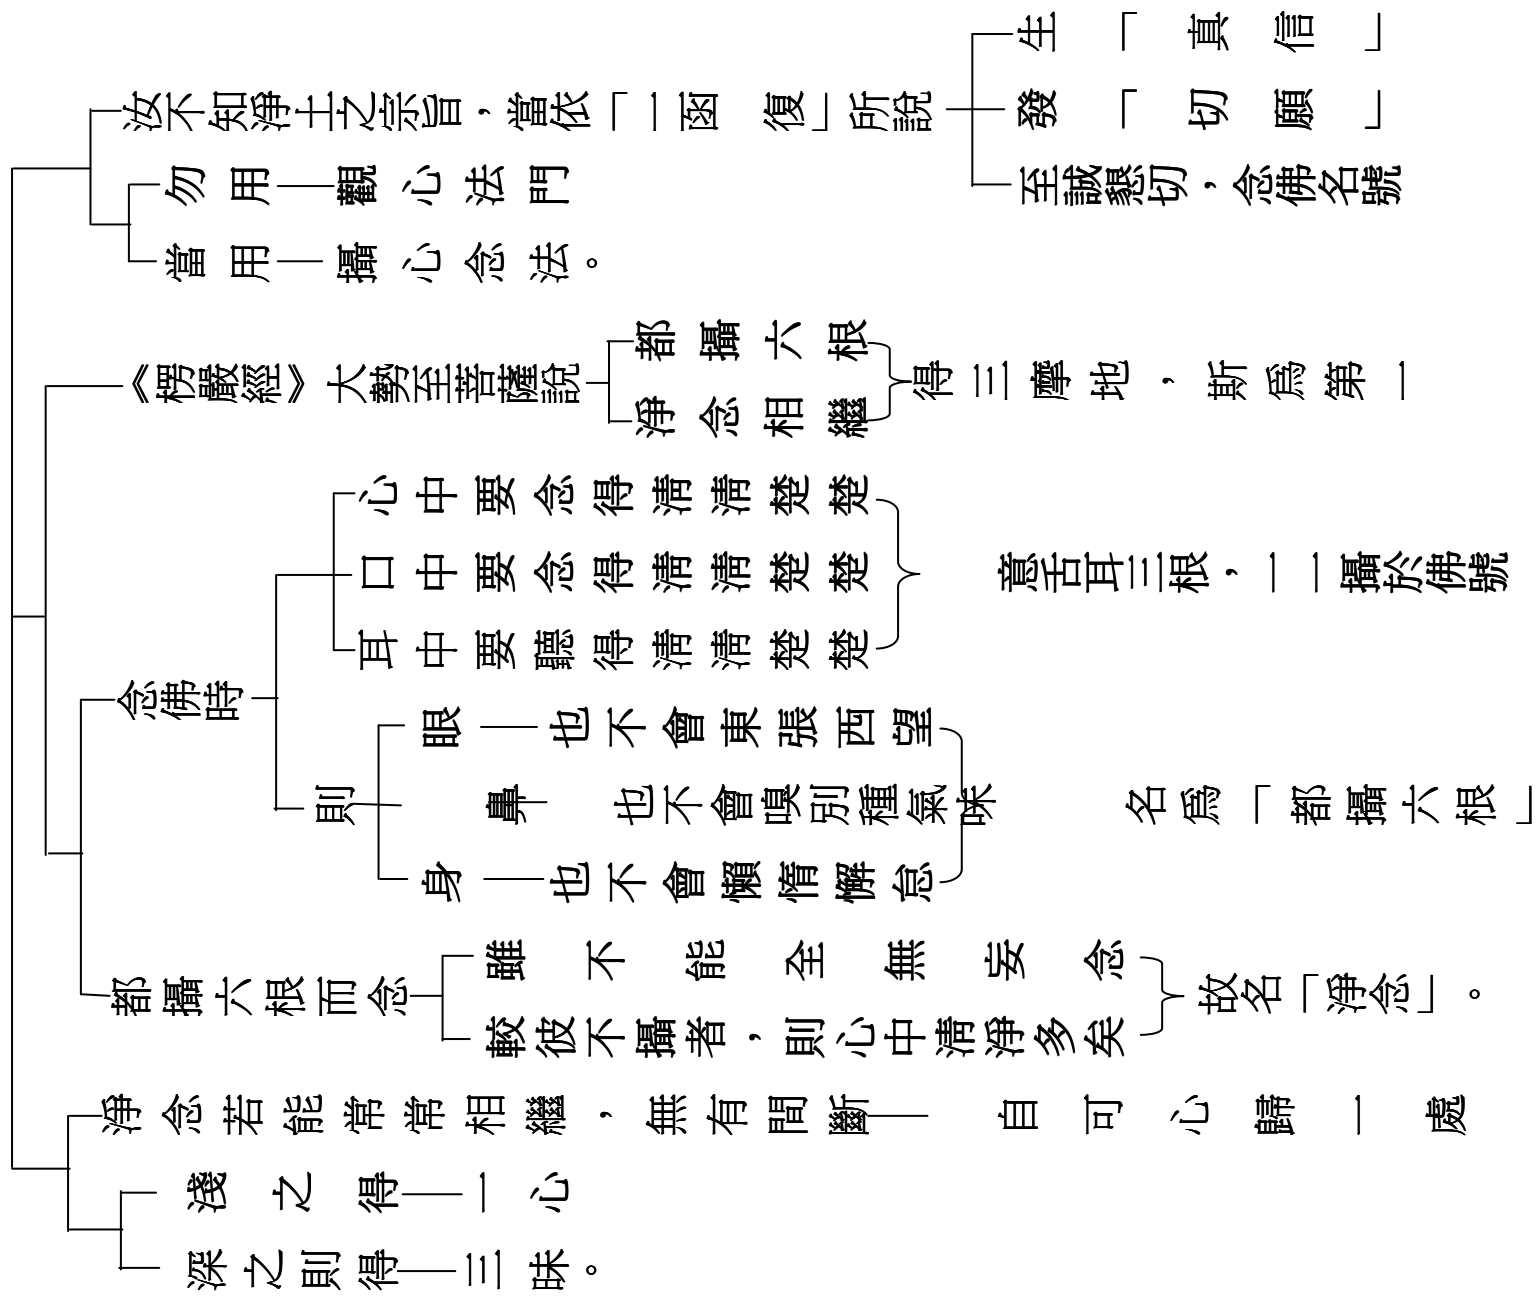 汝不知淨土之宗旨，當依「一函復」所說
生「真信」
發「切願」
至誠懇切，念佛名號
勿用觀心法門
當用攝心念法。
《楞嚴經》大勢至菩薩說
都攝六根
淨念相繼
得三摩地，斯為第一
念佛時
心中要念得清清楚楚
口中要念得清清楚楚
耳中要聽得清清楚楚
意舌耳三根，一一攝於佛號
則
眼也不會東張西望
鼻也不會嗅別種氣味
身也不會懶惰懈怠
名為「都攝六根」
都攝六根而念
雖不能全無妄念
較彼不攝者，則心中清淨多矣
故名「淨念」。
淨念若能常常相繼，無有間斷自可心歸一處
淺之得一心
深之則得三昧。